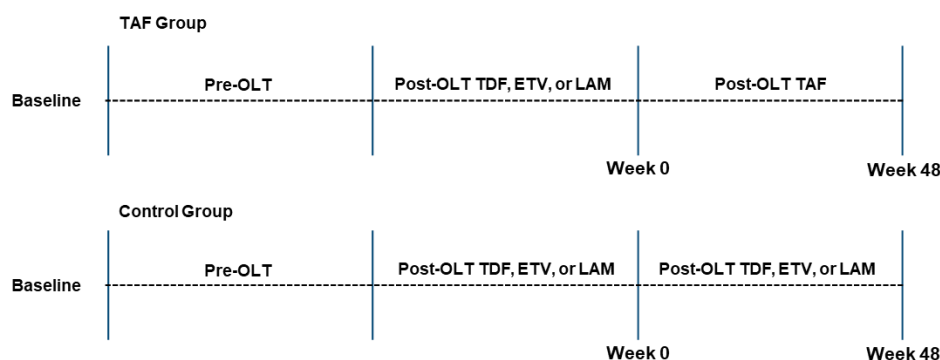 TAF Group
Baseline
Pre-OLT
Post-OLT TDF, ETV, or LAM
Post-OLT TAF
Week 0
Week 48
Control Group
Baseline
Pre-OLT
Post-OLT TDF, ETV, or LAM
Post-OLT TDF, ETV, or LAM
Week 0
Week 48